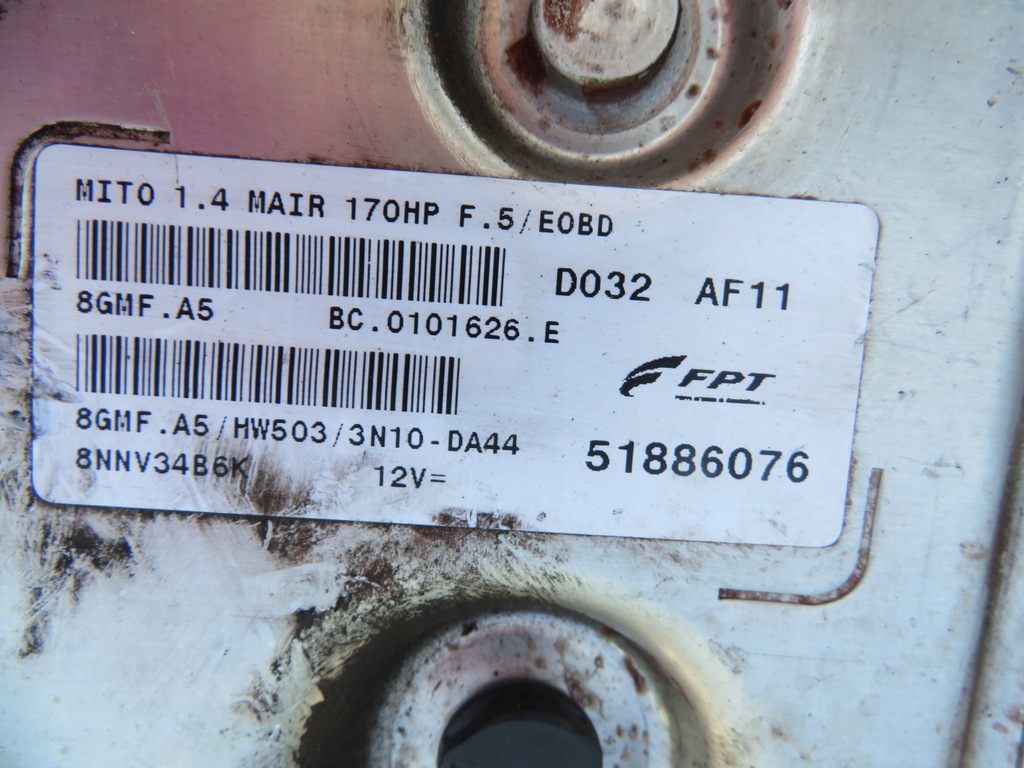 MITO 1.4 MAIR 170HP F.5/EOBD
D032 AF11
8GMF.A5 BC.0101626.E
FPT
8GMF.A5/HW503/3N10-DA44
51886076
8NNV34B6K 12V=